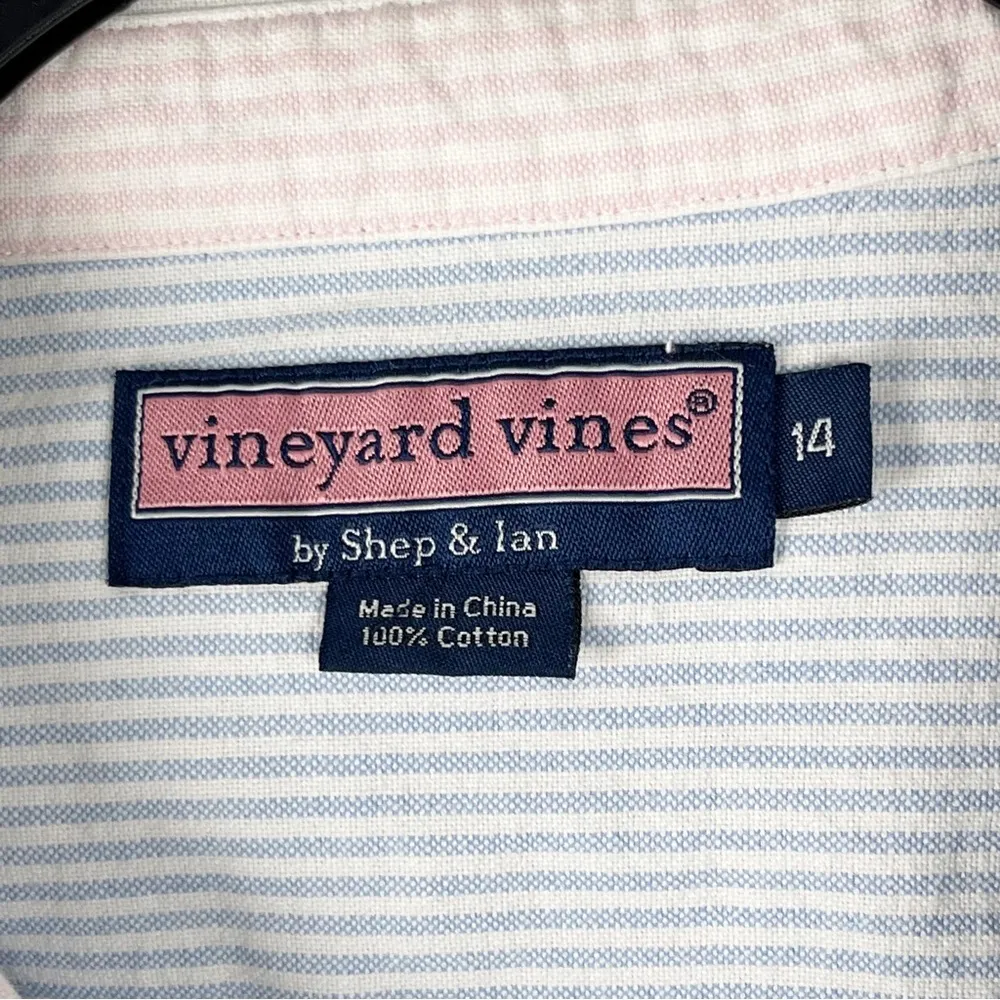 vineyard vines®
14
by Shep & Ian
Made in China
100% Cotton